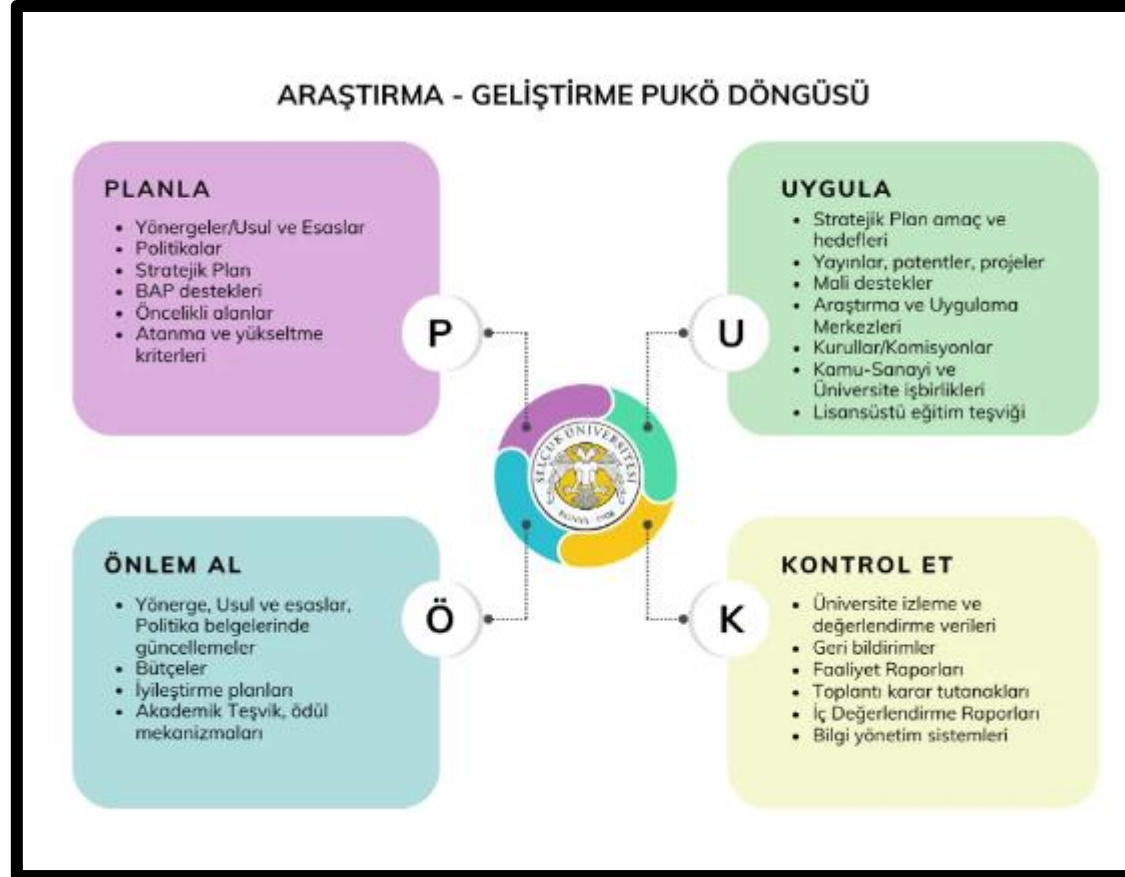 ARAŞTIRMA - GELİŞTİRME PUKÖ DÖNGÜSÜ
PLANLA
• Yönergeler/Usul ve Esaslar
• Politikalar
• Stratejik Plan
• BAP destekleri
• Öncelikli alanlar
• Atanma ve yükseltme
kriterleri
P
UYGULA
• Stratejik Plan amaç ve
hedefleri
• Yayınlar, patentler, projeler
• Mali destekler
• Araştırma ve Uygulama
Merkezleri
• Kurullar/Komisyonlar
• Kamu-Sanayi ve
Üniversite işbirlikleri
• Lisansüstü eğitim teşviği
U
SELÇUK ÜNİVERSİTESİ
ÖNLEM AL
• Yönerge, Usul ve esaslar,
Politika belgelerinde
güncellemeler
• Bütçeler
• İyileştirme planları
• Akademik Teşvik, ödül
mekanizmaları
Ö
KONTROL ET
• Üniversite izleme ve
değerlendirme verileri
• Geri bildirimler
• Faaliyet Raporları
• Toplantı karar tutanakları
• İç Değerlendirme Raporları
• Bilgi yönetim sistemleri
K